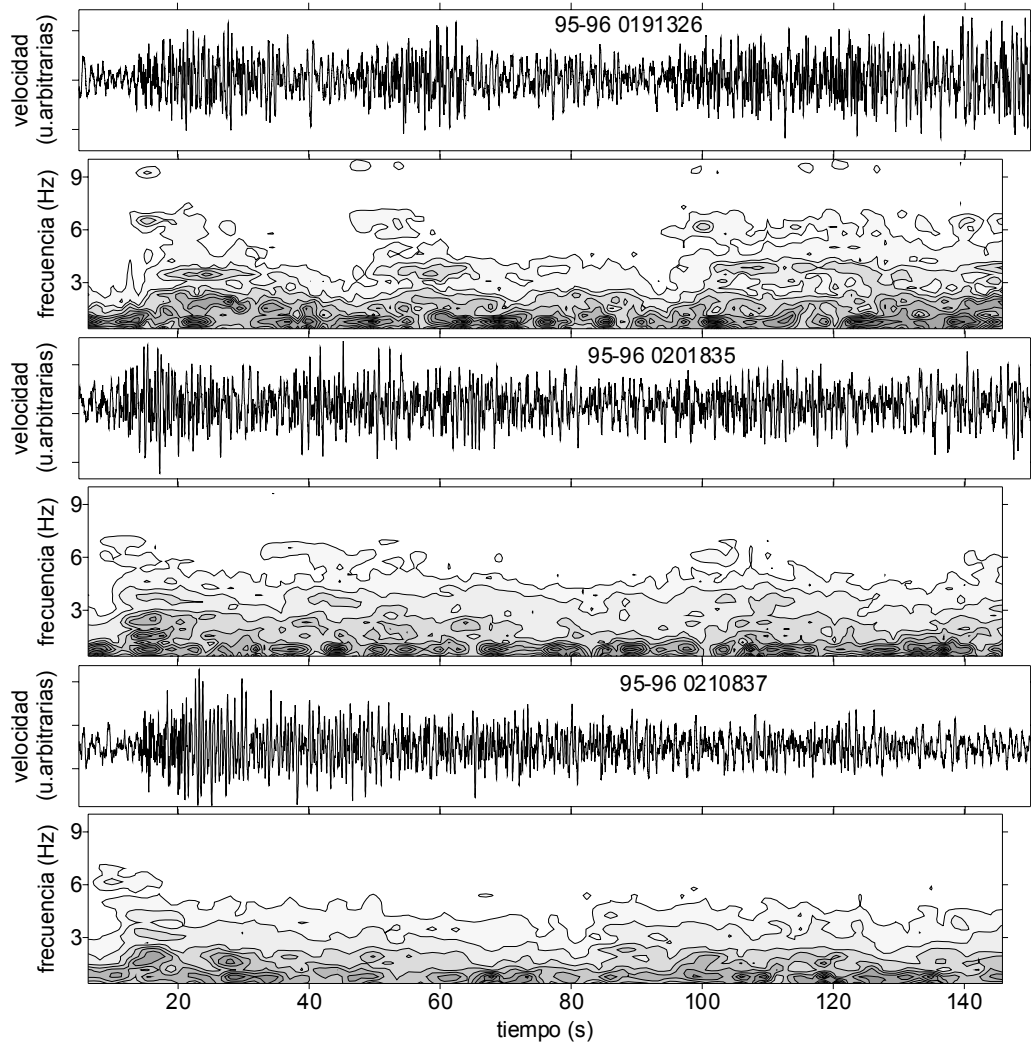 95-96 0191326
velocidad
(u.arbitrarias)
9
6
3
frecuencia (Hz)
95-96 0201835
velocidad
(u.arbitrarias)
9
6
3
frecuencia (Hz)
95-96 0210837
velocidad
(u.arbitrarias)
9
6
3
frecuencia (Hz)
20 40 60 80 100 120 140
tiempo (s)